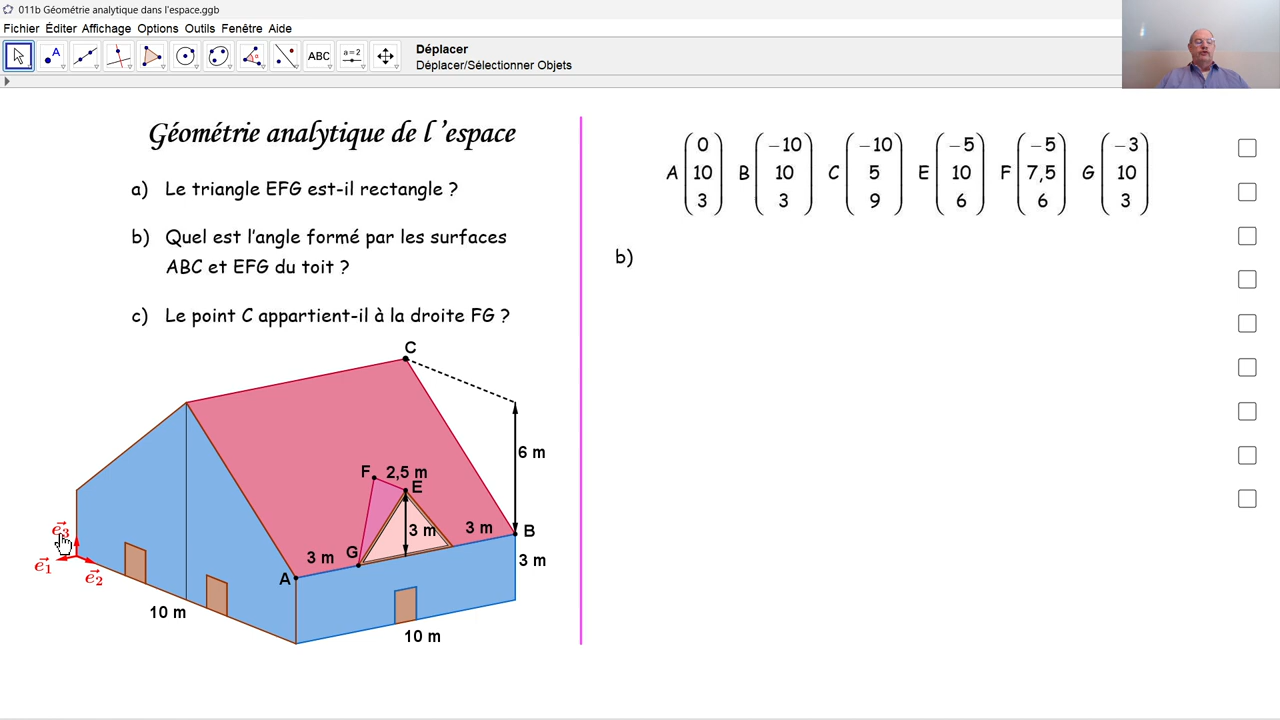 011b Géométrie analytique dans l'espace.ggb
Fichier Éditer Affichage Options Outils Fenêtre Aide
A ABC a=2
Déplacer
Déplacer/Sélectionner Objets
Géométrie analytique de l'espace
a) Le triangle EFG est-il rectangle ?
b) Quel est l'angle formé par les surfaces
ABC et EFG du toit ?
c) Le point C appartient-il à la droite FG ?
C
6 m
F 2,5 m
E
3 m
3 m
B
3 m
G
3 m
A
e⃗3
e⃗1
e⃗2
10 m
10 m
A (0 10 3) B (−10 10 3) C (−10 5 9) E (−5 10 6) F (−5 7,5 6) G (−3 10 3)
b)